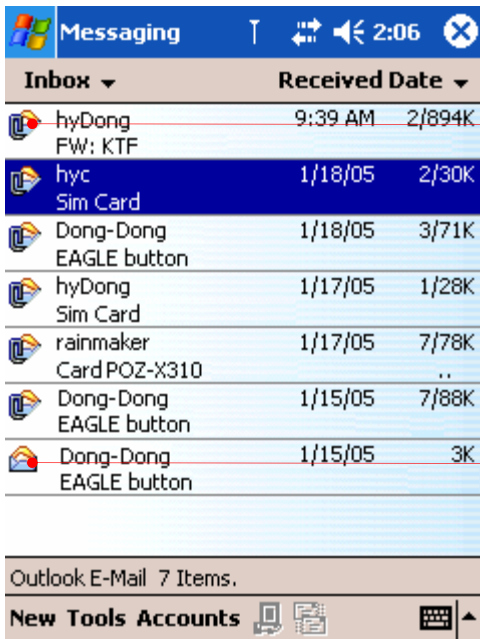 Messaging 2:06
Inbox Received Date
hyDong 9:39 AM 2/894K
FW: KTF
hyc 1/18/05 2/30K
Sim Card
Dong-Dong 1/18/05 3/71K
EAGLE button
hyDong 1/17/05 1/28K
Sim Card
rainmaker 1/17/05 7/78K
Card POZ-X310 ..
Dong-Dong 1/15/05 7/88K
EAGLE button
Dong-Dong 1/15/05 3K
EAGLE button
Outlook E-Mail 7 Items.
New Tools Accounts